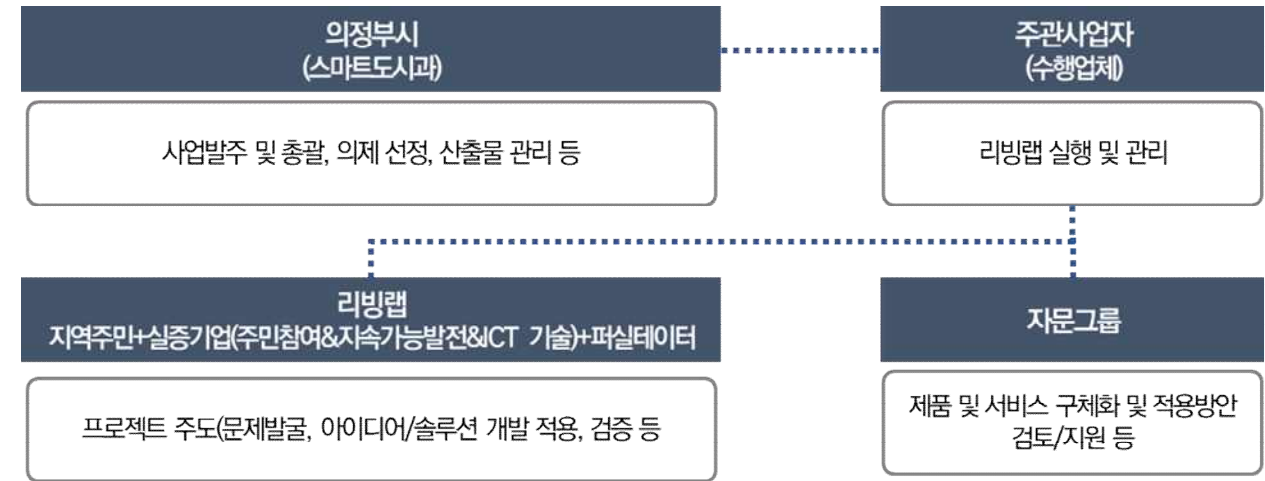 의정부시
(스마트도시과)
주관사업자
(수행업체)
사업발주 및 총괄, 의제 선정, 산출물 관리 등
리빙랩 실행 및 관리
리빙랩
지역주민+실증기업(주민참여&지속가능발전&ICT 기술)+퍼실테이터
자문그룹
프로젝트 주도(문제발굴, 아이디어/솔루션 개발 적용, 검증 등
제품 및 서비스 구체화 및 적용방안
검토/지원 등